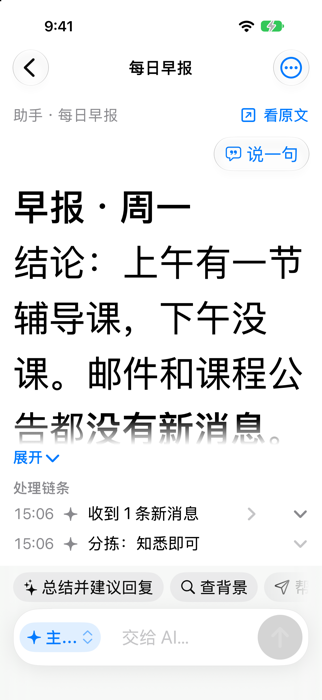 9:41
每日早报
助手 · 每日早报 看原文
说一句
早报 · 周一
结论：上午有一节
辅导课，下午没
课。邮件和课程公
告都没有新消息。
展开
处理链条
15:06 收到 1 条新消息
15:06 分拣：知悉即可
总结并建议回复 查背景
主... 交给 AI...